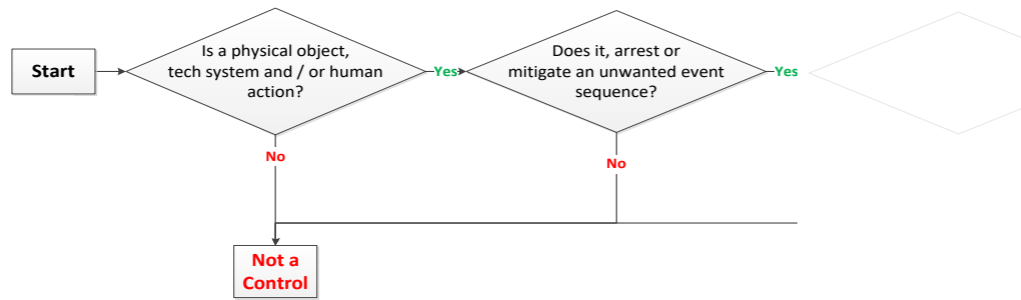 Start
Is a physical object,
tech system and / or human
action?
Yes
Does it, arrest or
mitigate an unwanted event
sequence?
Yes
No
No
Not a
Control